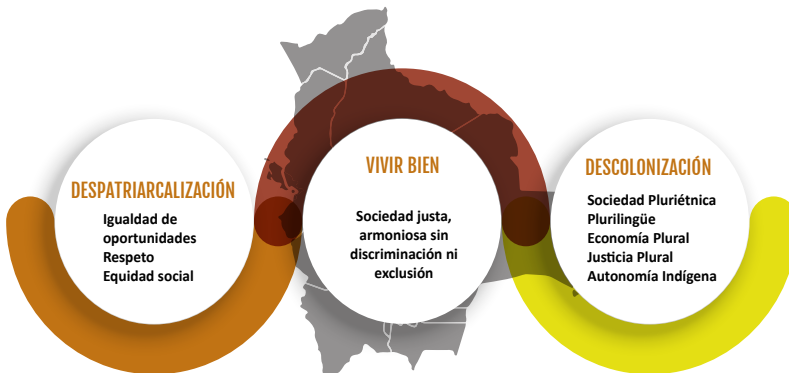 DESPATRIARCALIZACIÓN
Igualdad de
oportunidades
Respeto
Equidad social
VIVIR BIEN
Sociedad justa,
armoniosa sin
discriminación ni
exclusión
DESCOLONIZACIÓN
Sociedad Pluriétnica
Plurilingüe
Economía Plural
Justicia Plural
Autonomía Indígena